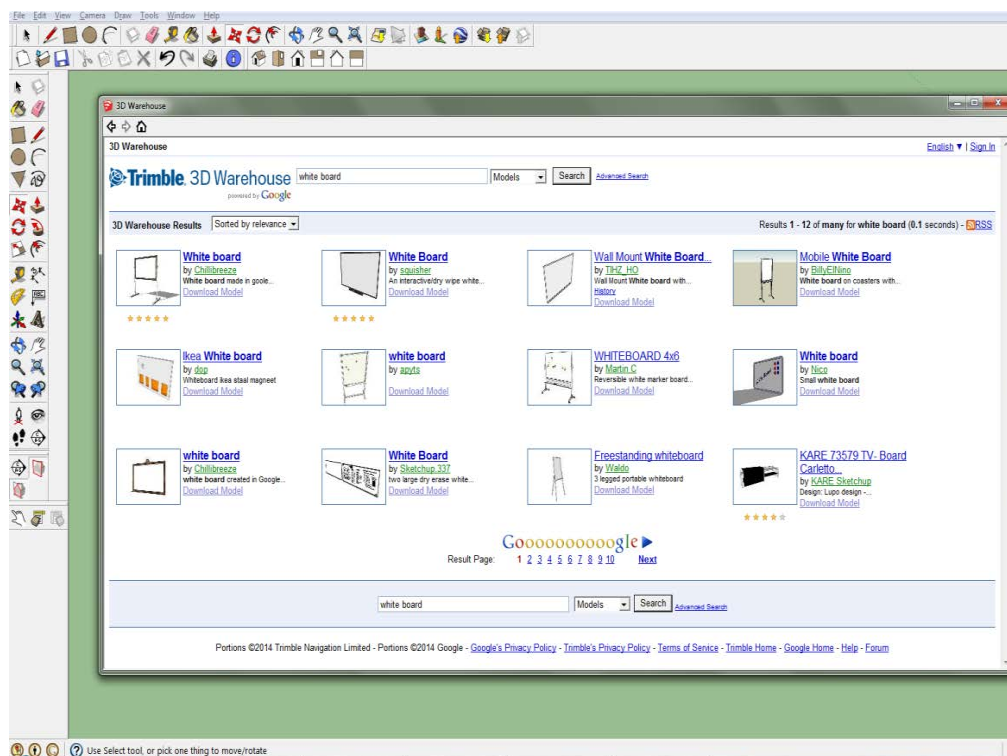 File Edit View Camera Draw Tools Window Help
3D Warehouse
3D Warehouse
English ▼ | Sign In
Trimble. 3D Warehouse white board Models Search Advanced Search
powered by Google
3D Warehouse Results Sorted by relevance Results 1 - 12 of many for white board (0.1 seconds) - RSS
White board
by Chillibreeze
White board made in goole...
Download Model
White Board
by squisher
An interactive/dry wipe white...
Download Model
Wall Mount White Board...
by TIHZ_HO
Wall Mount White board with...
History
Download Model
Mobile White Board
by BillyElNino
White board on coasters with...
Download Model
Ikea White board
by dop
Whiteboard ikea staal magneet
Download Model
white board
by apyts
Download Model
WHITEBOARD 4x6
by Martin C
Reversible white marker board...
Download Model
White board
by Nico
Small white board
Download Model
white board
by Chillibreeze
white board created in Google...
Download Model
White Board
by Sketchup.337
two large dry erase white...
Download Model
Freestanding whiteboard
by Waldo
3 legged portable whiteboard
Download Model
KARE 73579 TV- Board
Carletto...
by KARE Sketchup
Design: Lupo design -...
Download Model
Goooooooooogle
Result Page: 1 2 3 4 5 6 7 8 9 10 Next
white board Models Search Advanced Search
Portions ©2014 Trimble Navigation Limited - Portions ©2014 Google - Google's Privacy Policy - Trimble's Privacy Policy - Terms of Service - Trimble Home - Google Home - Help - Forum
Use Select tool, or pick one thing to move/rotate